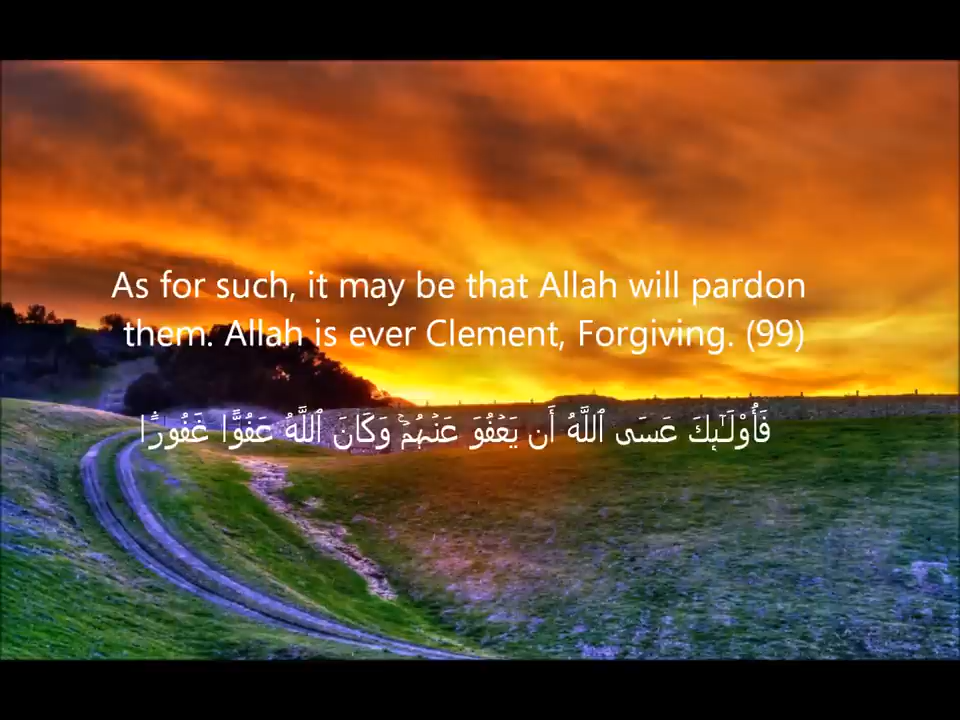 As for such, it may be that Allah will pardon
them. Allah is ever Clement, Forgiving. (99)
فَأُوْلَـٰٓٮِٕكَ عَسَى ٱللَّهُ أَن يَعۡفُوَ عَنۡہُمۡ‌ۚ وَكَانَ ٱللَّهُ عَفُوًّا غَفُورً۬ا